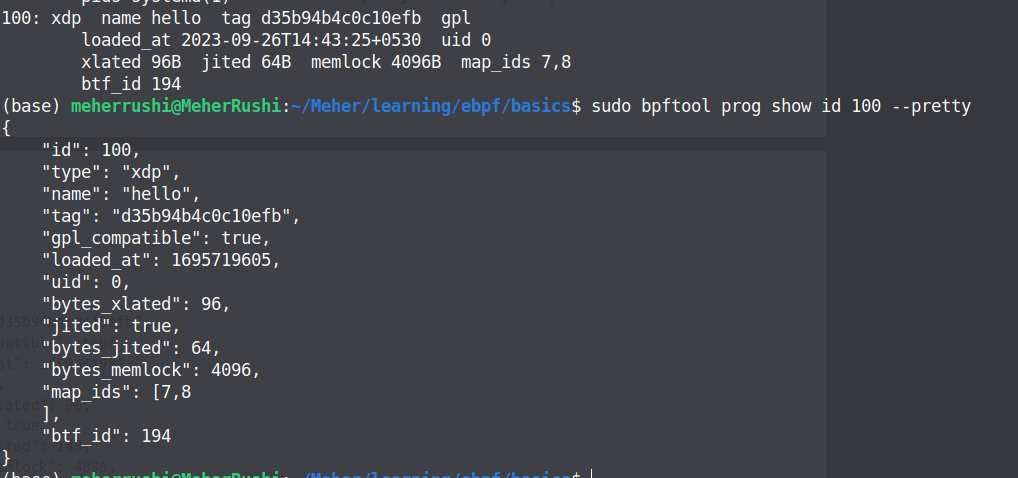 100: xdp  name hello  tag d35b94b4c0c10efb  gpl
        loaded_at 2023-09-26T14:43:25+0530  uid 0
        xlated 96B  jited 64B  memlock 4096B  map_ids 7,8
        btf_id 194
(base) meherrushi@MeherRushi:~/Meher/learning/ebpf/basics$ sudo bpftool prog show id 100 --pretty
{
    "id": 100,
    "type": "xdp",
    "name": "hello",
    "tag": "d35b94b4c0c10efb",
    "gpl_compatible": true,
    "loaded_at": 1695719605,
    "uid": 0,
    "bytes_xlated": 96,
    "jited": true,
    "bytes_jited": 64,
    "bytes_memlock": 4096,
    "map_ids": [7,8
    ],
    "btf_id": 194
}
(base) meherrushi@MeherRushi:~/Meher/learning/ebpf/basics$